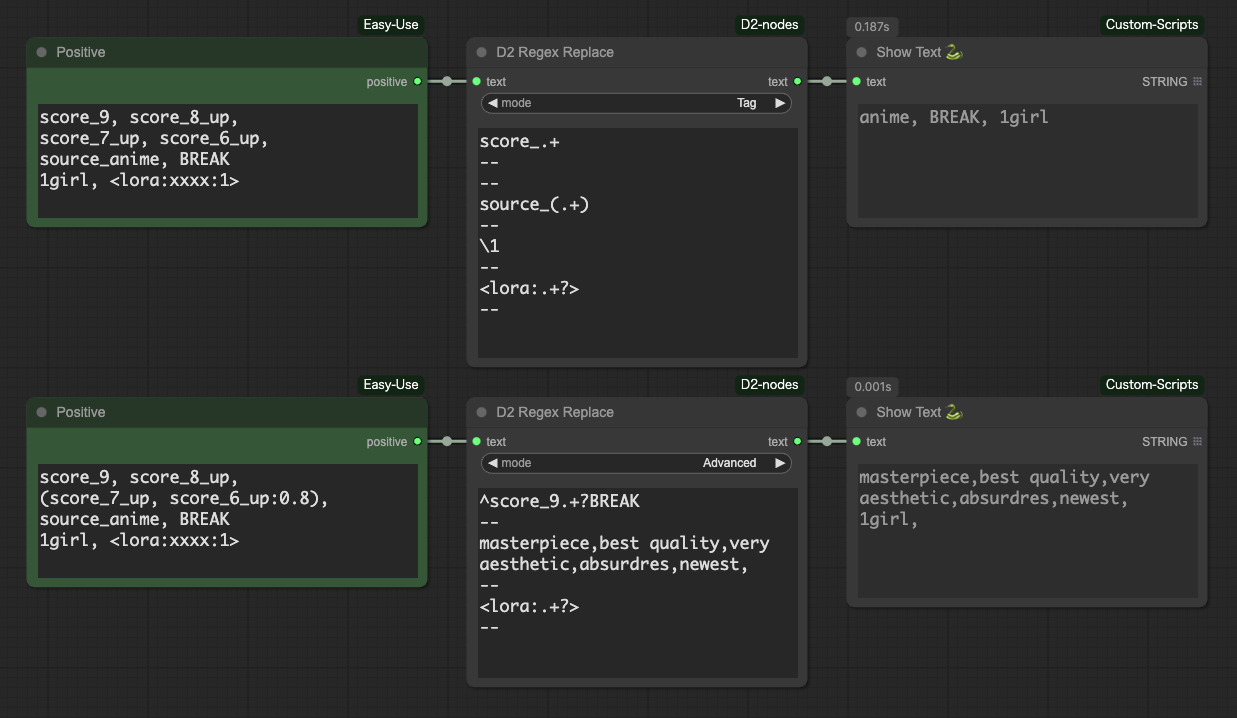 Easy-Use
D2-nodes
0.187s
Custom-Scripts
Positive
D2 Regex Replace
Show Text 🐍
positive
text
text
text
STRING
mode
Tag
score_9, score_8_up,
score_7_up, score_6_up,
source_anime, BREAK
1girl, <lora:xxxx:1>
score_.+
--
--
source_(.+)
--
\1
--
<lora:.+?>
--
anime, BREAK, 1girl
Easy-Use
D2-nodes
0.001s
Custom-Scripts
Positive
D2 Regex Replace
Show Text 🐍
positive
text
text
text
STRING
mode
Advanced
score_9, score_8_up,
(score_7_up, score_6_up:0.8),
source_anime, BREAK
1girl, <lora:xxxx:1>
^score_9.+?BREAK
--
masterpiece,best quality,very
aesthetic,absurdres,newest,
--
<lora:.+?>
--
masterpiece,best quality,very
aesthetic,absurdres,newest,
1girl,